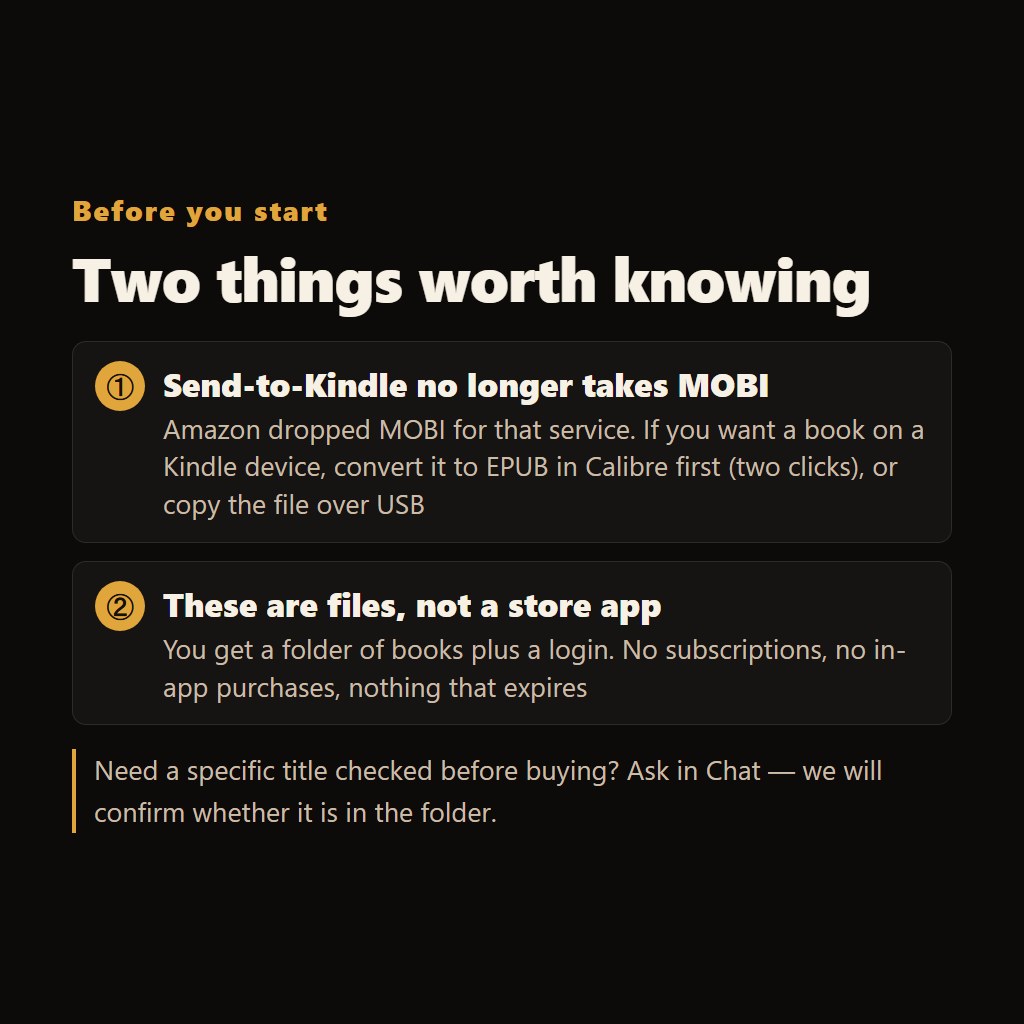 Before you start
Two things worth knowing
① Send-to-Kindle no longer takes MOBI
Amazon dropped MOBI for that service. If you want a book on a
Kindle device, convert it to EPUB in Calibre first (two clicks), or
copy the file over USB
② These are files, not a store app
You get a folder of books plus a login. No subscriptions, no in-
app purchases, nothing that expires
Need a specific title checked before buying? Ask in Chat — we will
confirm whether it is in the folder.